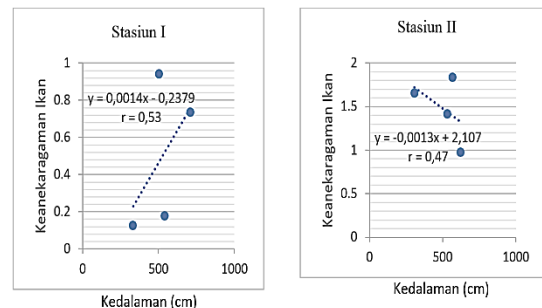 Stasiun I
Keanekaragaman Ikan
1
0,8
0.6
0.4
0.2
0
y = 0,0014x - 0,2379
r = 0,53
0
500
1000
Kedalaman (cm)
Stasiun II
Keanekaragaman Ikan
2
1.5
1
0.5
0
y = -0,0013x + 2,107
r = 0,47
0
500
1000
Kedalaman (cm)